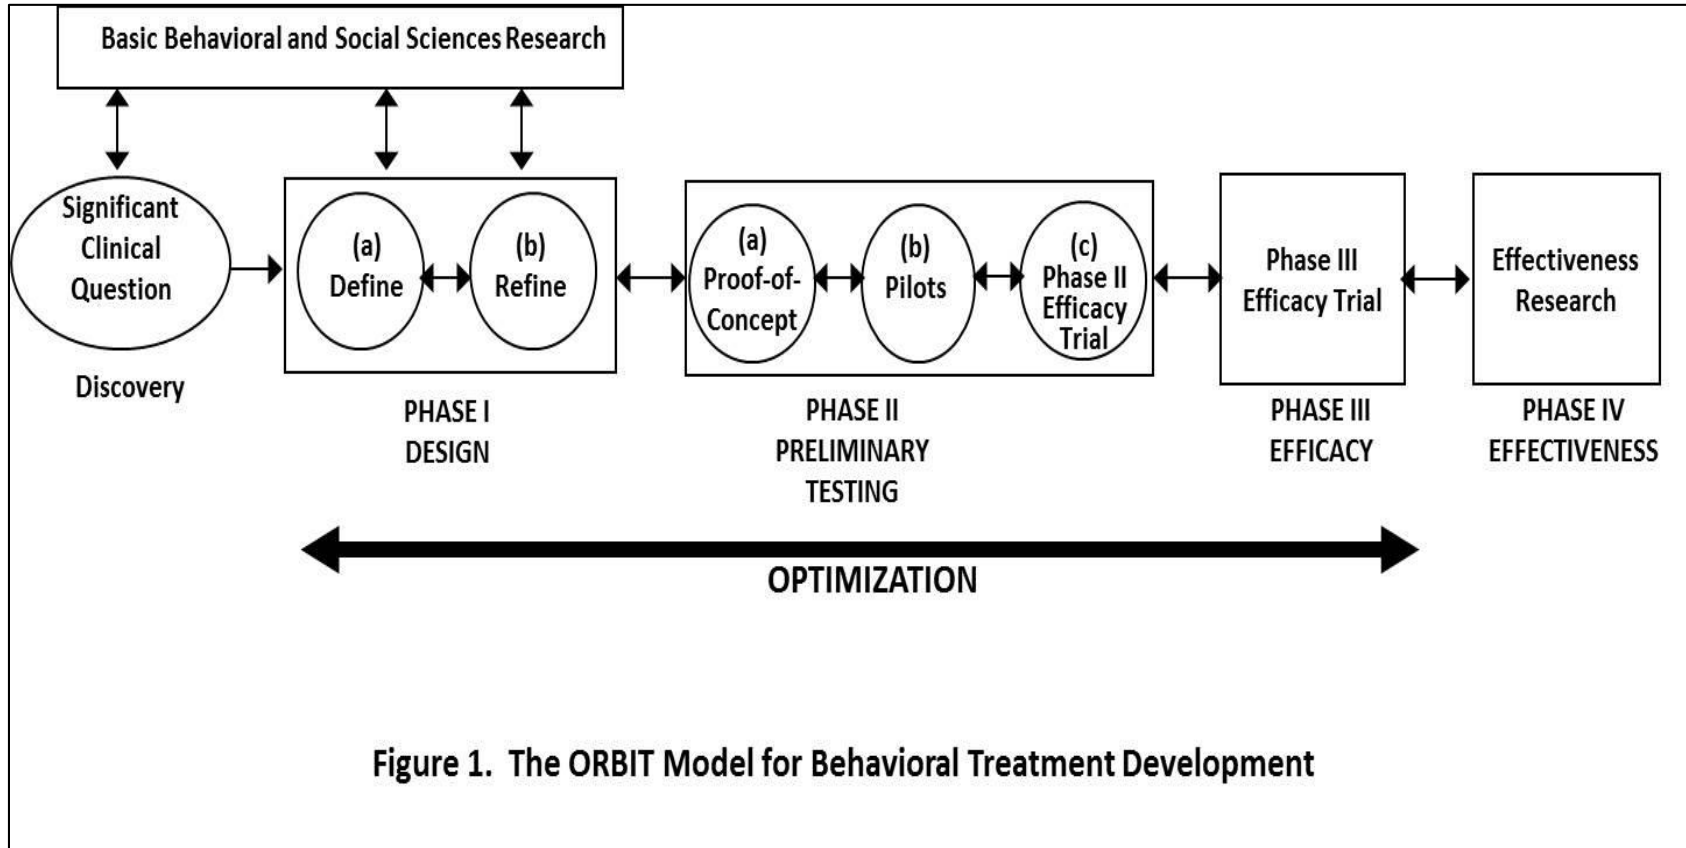 Basic Behavioral and Social Sciences Research
Significant
Clinical
Question
Discovery
(a)
Define
(b)
Refine
PHASE I
DESIGN
(a)
Proof-of-
Concept
(b)
Pilots
(c)
Phase II
Efficacy
Trial
PHASE II
PRELIMINARY
TESTING
Phase III
Efficacy Trial
PHASE III
EFFICACY
Effectiveness
Research
PHASE IV
EFFECTIVENESS
OPTIMIZATION
Figure 1. The ORBIT Model for Behavioral Treatment Development